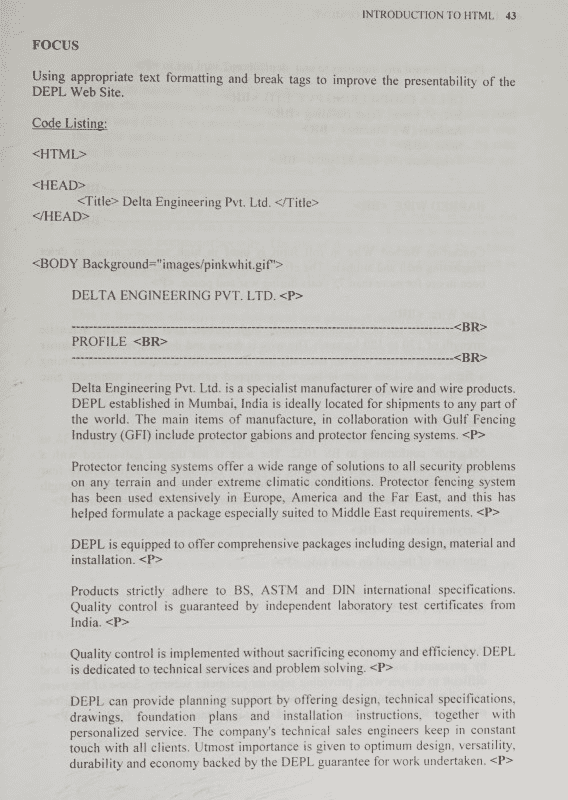 INTRODUCTION TO HTML 43
FOCUS
Using appropriate text formatting and break tags to improve the presentability of the
DEPL Web Site.
Code Listing:
<HTML>
<HEAD>
<Title> Delta Engineering Pvt. Ltd. </Title>
</HEAD>
<BODY Background="images/pinkwhit.gif">
DELTA ENGINEERING PVT. LTD. <P>
--------------------------------------------------------------------------------<BR>
PROFILE <BR>
--------------------------------------------------------------------------------<BR>
Delta Engineering Pvt. Ltd. is a specialist manufacturer of wire and wire products.
DEPL established in Mumbai, India is ideally located for shipments to any part of
the world. The main items of manufacture, in collaboration with Gulf Fencing
Industry (GFI) include protector gabions and protector fencing systems. <P>
Protector fencing systems offer a wide range of solutions to all security problems
on any terrain and under extreme climatic conditions. Protector fencing system
has been used extensively in Europe, America and the Far East, and this has
helped formulate a package especially suited to Middle East requirements. <P>
DEPL is equipped to offer comprehensive packages including design, material and
installation. <P>
Products strictly adhere to BS, ASTM and DIN international specifications.
Quality control is guaranteed by independent laboratory test certificates from
India. <P>
Quality control is implemented without sacrificing economy and efficiency. DEPL
is dedicated to technical services and problem solving. <P>
DEPL can provide planning support by offering design, technical specifications,
drawings, foundation plans and installation instructions, together with
personalized service. The company's technical sales engineers keep in constant
touch with all clients. Utmost importance is given to optimum design, versatility,
durability and economy backed by the DEPL guarantee for work undertaken. <P>